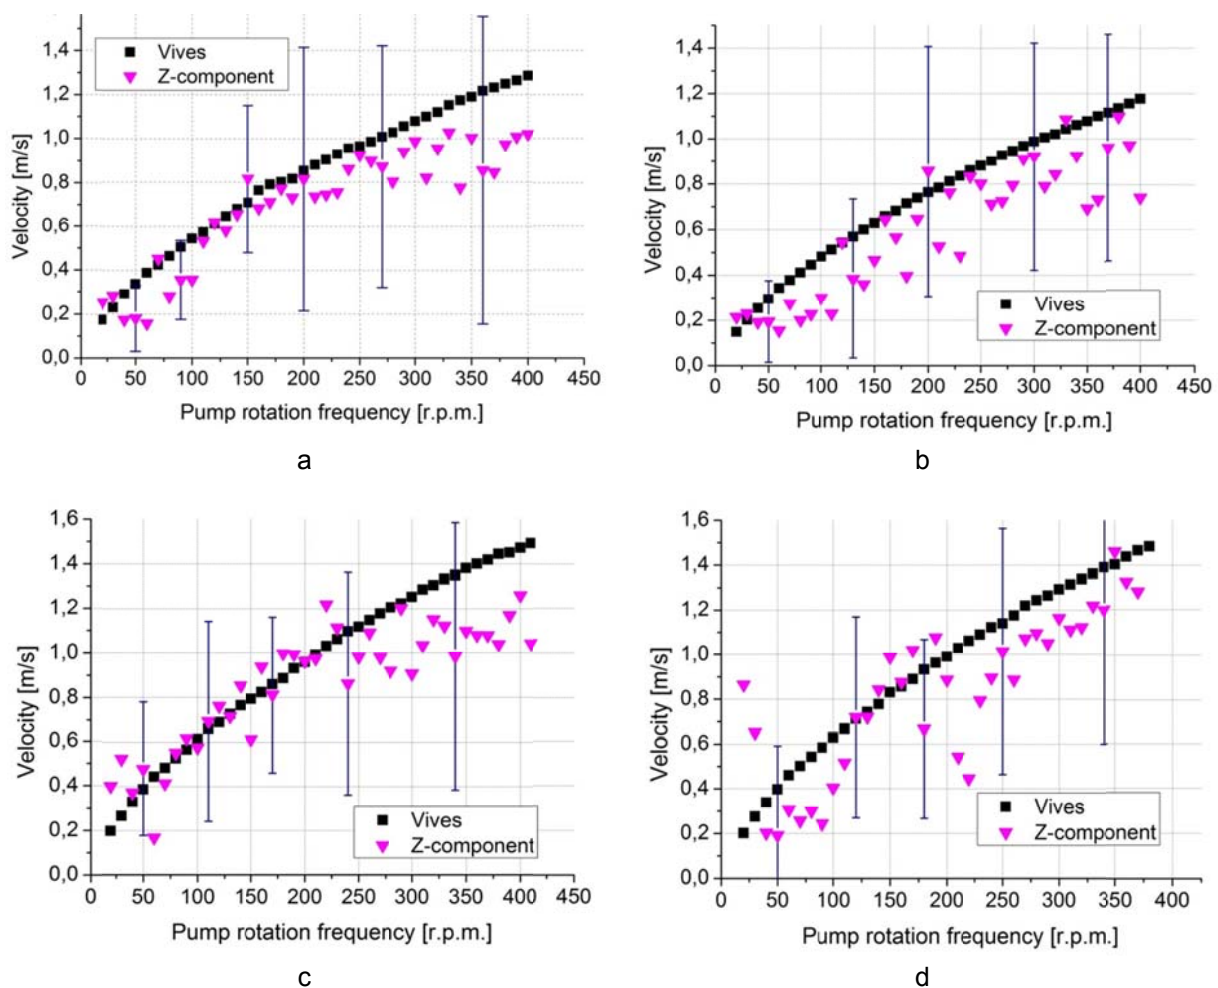 1,4
1,2
1,0
0,8
0,6
0,4
0,2
0,0
Velocity [m/s]
Vives
Z-component
0 50 100 150 200 250 300 350 400 450
Pump rotation frequency [r.p.m.]
a
1,4
1,2
1,0
0,8
0,6
0,4
0,2
0,0
Velocity [m/s]
Vives
Z-component
0 50 100 150 200 250 300 350 400 450
Pump rotation frequency [r.p.m.]
b
1,6
1,4
1,2
1,0
0,8
0,6
0,4
0,2
0,0
Velocity [m/s]
Vives
Z-component
0 50 100 150 200 250 300 350 400 450
Pump rotation frequency [r.p.m.]
c
1,6
1,4
1,2
1,0
0,8
0,6
0,4
0,2
0,0
Velocity [m/s]
Vives
Z-component
0 50 100 150 200 250 300 350 400
Pump rotation frequency [r.p.m.]
d